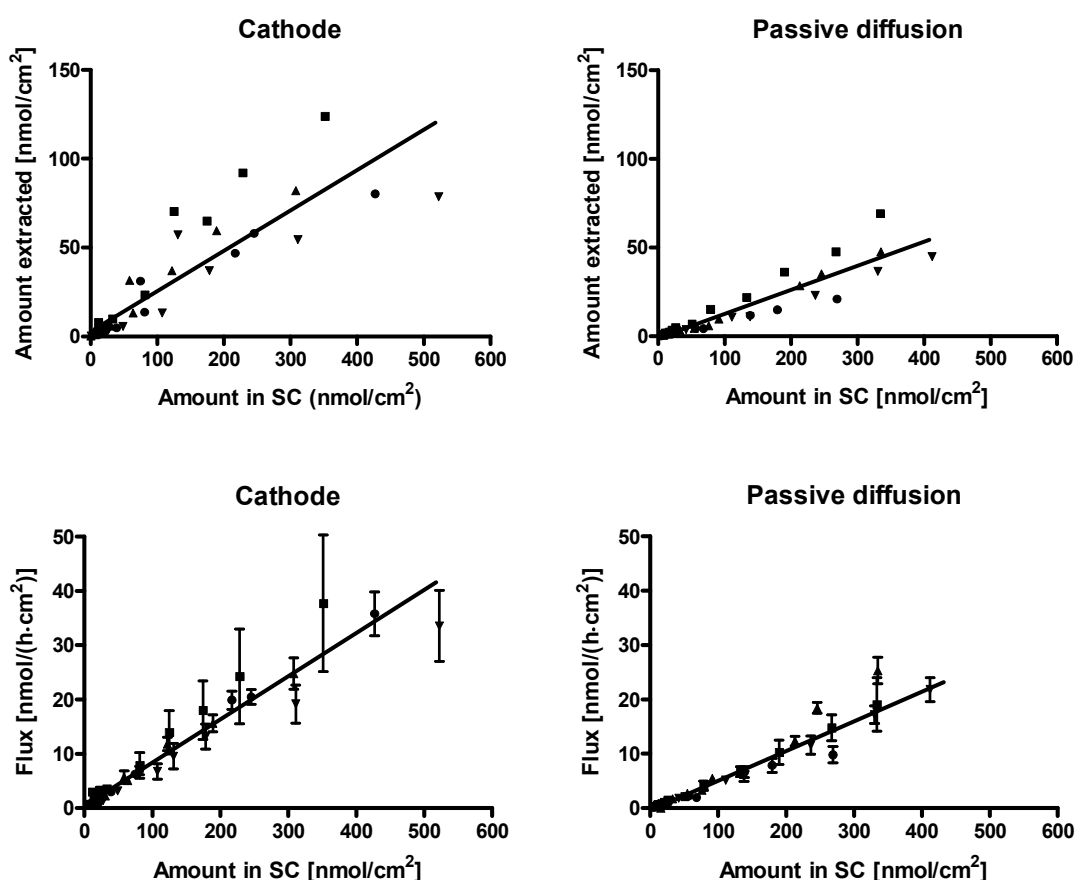 Cathode
Amount extracted [nmol/cm²]
150
100
50
0
0 100 200 300 400 500 600
Amount in SC (nmol/cm²)
Passive diffusion
Amount extracted [nmol/cm²]
150
100
50
0
0 100 200 300 400 500 600
Amount in SC [nmol/cm²]
Cathode
Flux [nmol/(h·cm²)]
50
40
30
20
10
0
0 100 200 300 400 500 600
Amount in SC [nmol/cm²]
Passive diffusion
Flux [nmol/(h·cm²)]
50
40
30
20
10
0
0 100 200 300 400 500 600
Amount in SC [nmol/cm²]